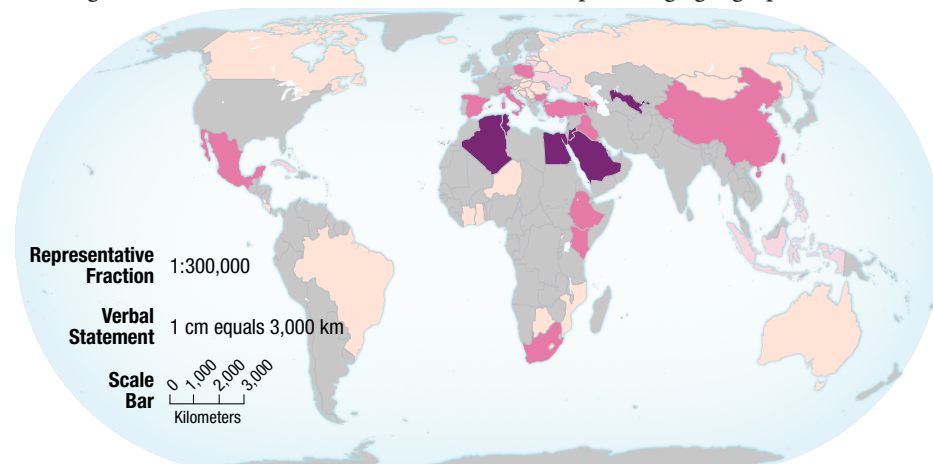 Representative
Fraction
1:300,000
Verbal
Statement
1 cm equals 3,000 km
Scale
Bar
0 1,000 2,000 3,000
Kilometers